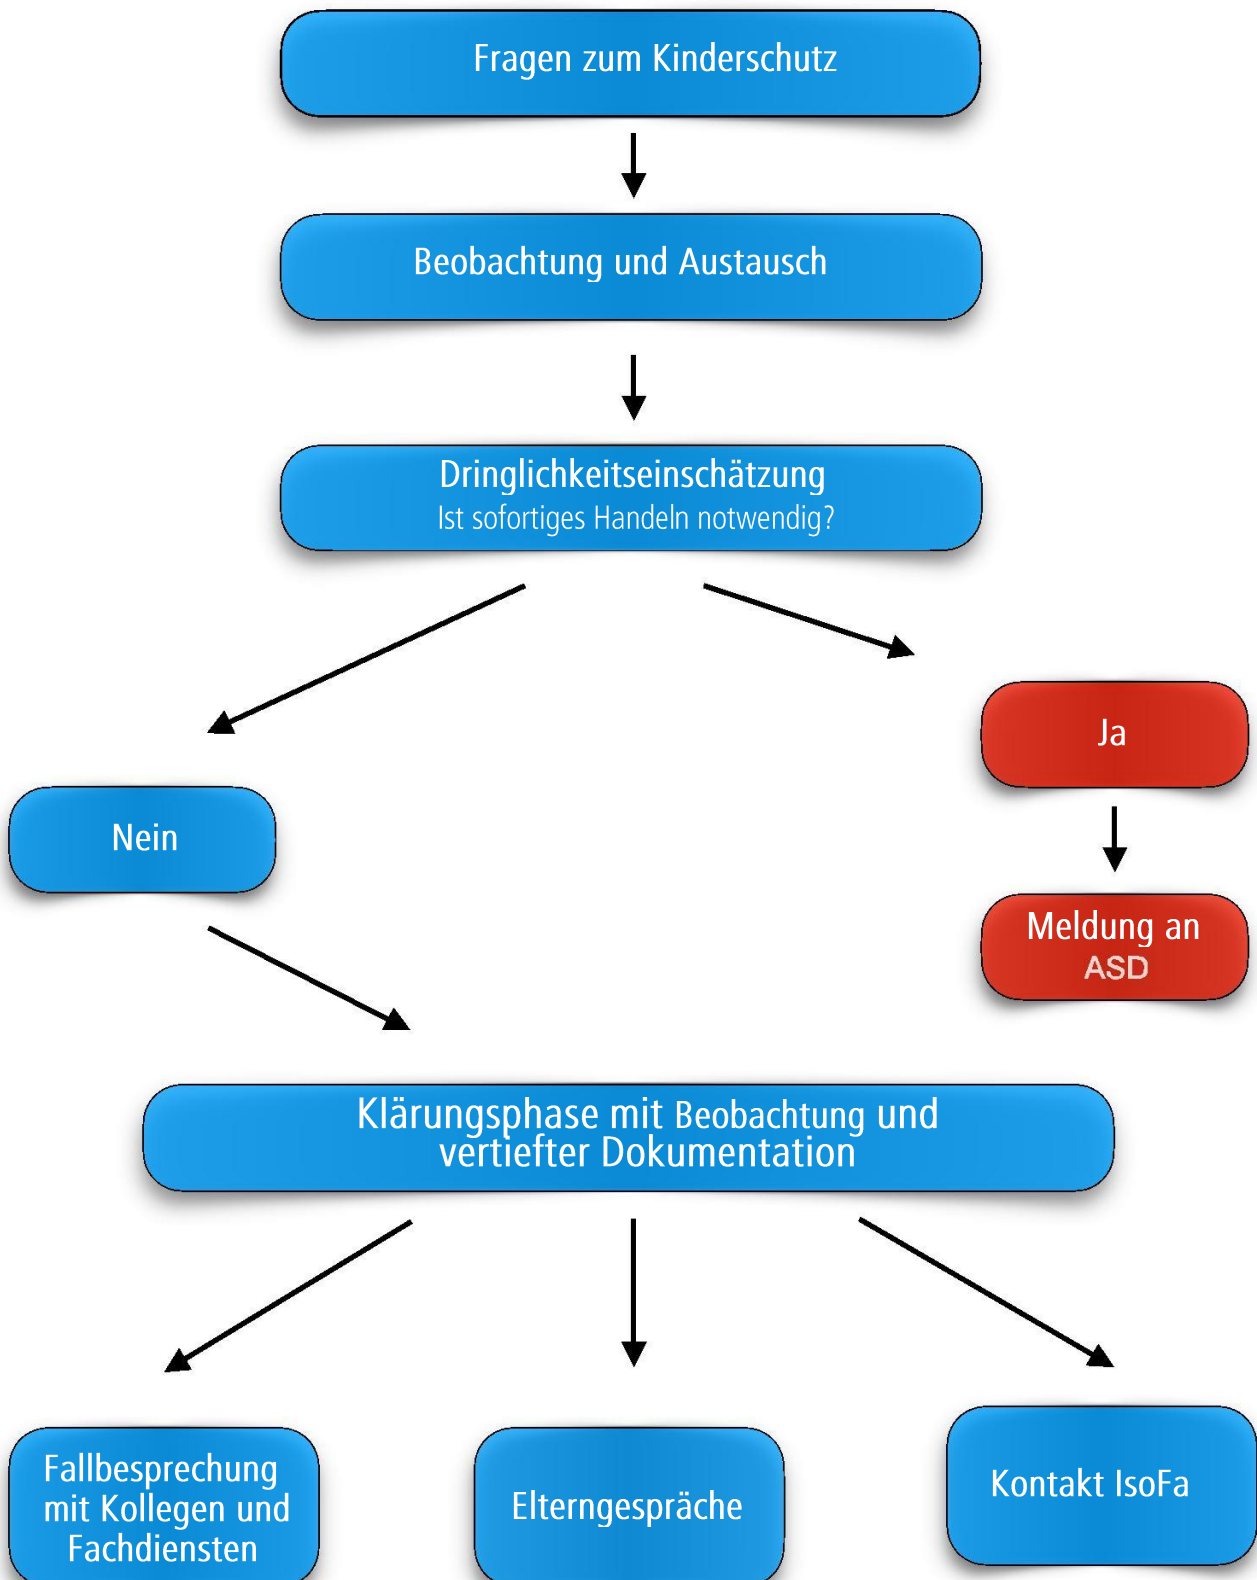 Fragen zum Kinderschutz
Beobachtung und Austausch
Dringlichkeitseinschätzung
Ist sofortiges Handeln notwendig?
Ja
Nein
Meldung an
ASD
Klärungsphase mit Beobachtung und
vertiefter Dokumentation
Fallbesprechung
mit Kollegen und
Fachdiensten
Elterngespräche
Kontakt IsoFa